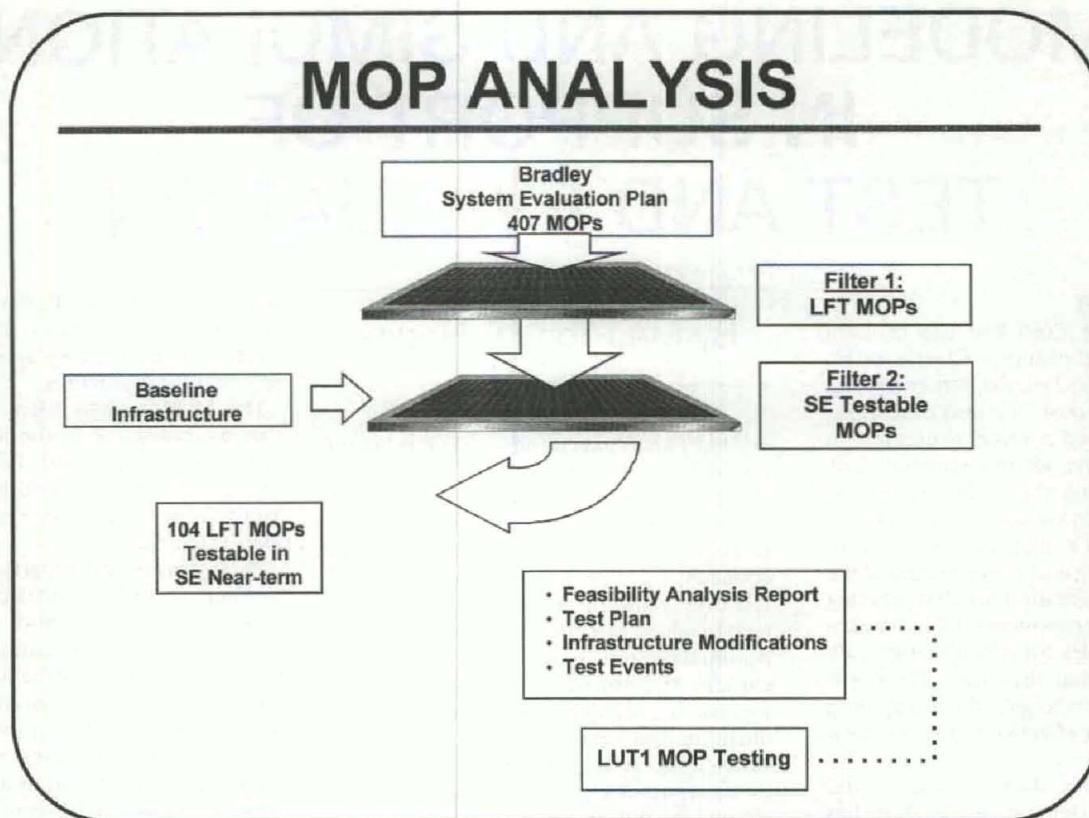 MOP ANALYSIS
Bradley
System Evaluation Plan
407 MOPs
Filter 1:
LFT MOPs
Baseline
Infrastructure
Filter 2:
SE Testable
MOPs
104 LFT MOPs
Testable in
SE Near-term
• Feasibility Analysis Report
• Test Plan
• Infrastructure Modifications
• Test Events
LUT1 MOP Testing